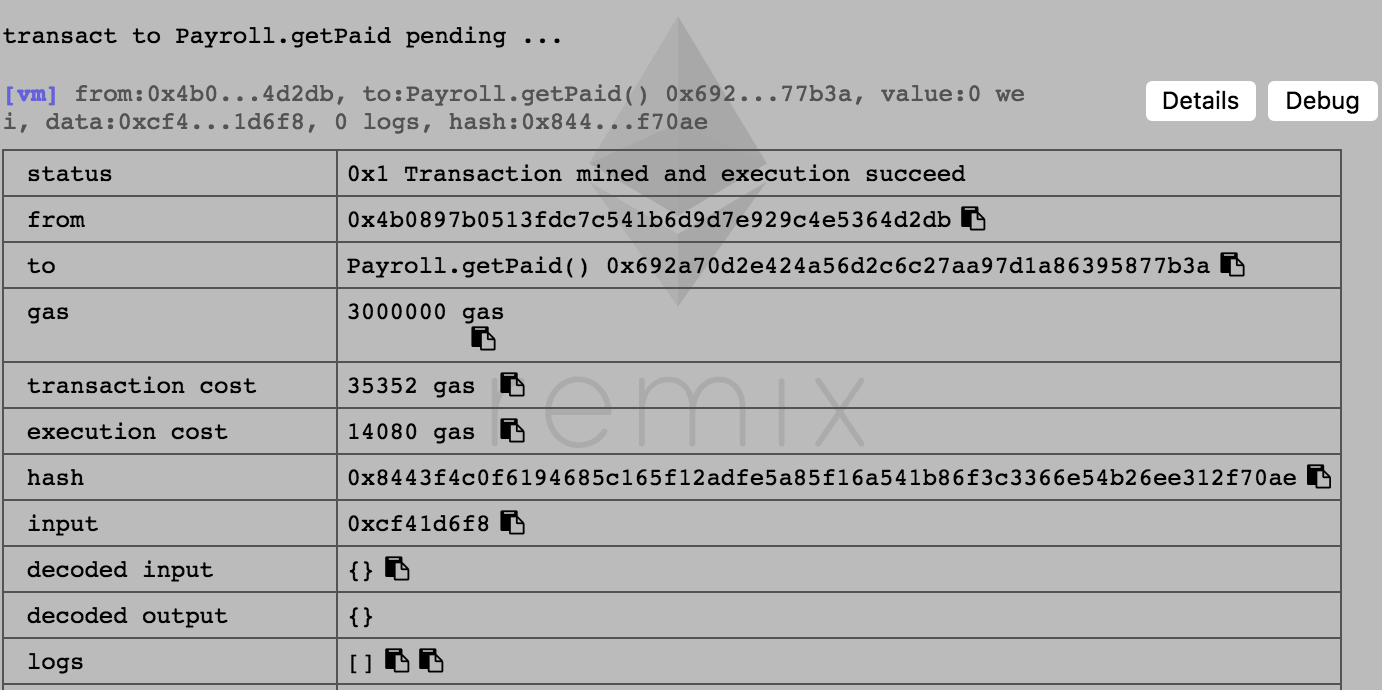 transact to Payroll.getPaid pending ...
[vm] from:0x4b0...4d2db, to:Payroll.getPaid() 0x692...77b3a, value:0 we
i, data:0xcf4...1d6f8, 0 logs, hash:0x844...f70ae
Details Debug
status 0x1 Transaction mined and execution succeed
from 0x4b0897b0513fdc7c541b6d9d7e929c4e5364d2db
to Payroll.getPaid() 0x692a70d2e424a56d2c6c27aa97d1a86395877b3a
gas 3000000 gas
transaction cost 35352 gas
execution cost 14080 gas
hash 0x8443f4c0f6194685c165f12adfe5a85f16a541b86f3c3366e54b26ee312f70ae
input 0xcf41d6f8
decoded input {}
decoded output {}
logs []
remix